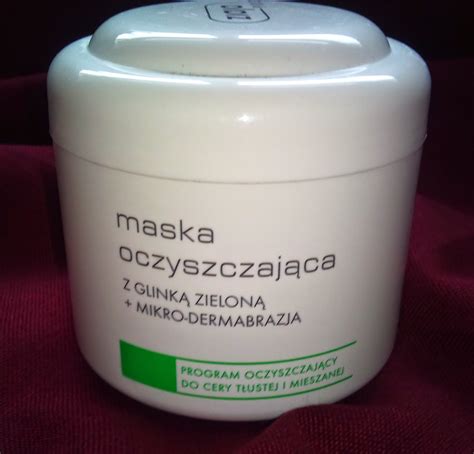 maska
oczyszczająca
Z GLINKĄ ZIELONĄ
+ MIKRO-DERMABRAZJA
PROGRAM OCZYSZCZAJĄCY
DO CERY TŁUSTEJ I MIESZANEJ